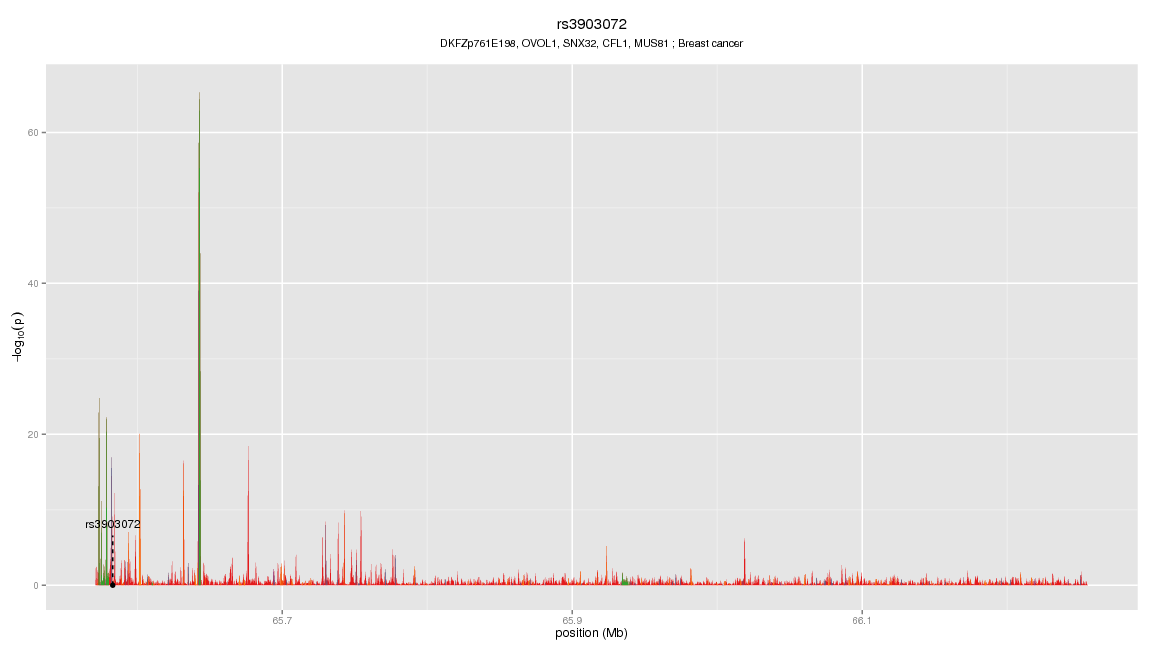 rs3903072
DKFZp761E198, OVOL1, SNX32, CFL1, MUS81 ; Breast cancer
60
40
20
0
−log10(p)
rs3903072
65.7
65.9
66.1
position (Mb)